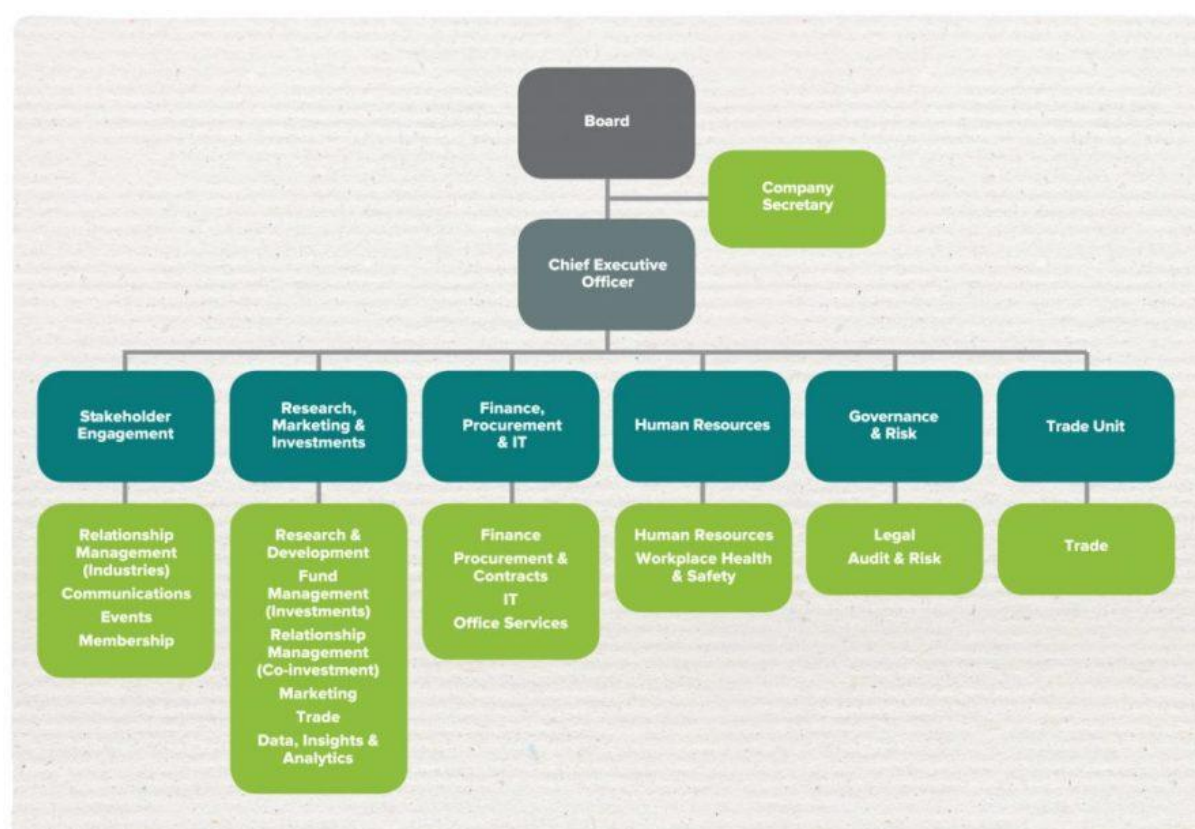 Board
Company
Secretary
Chief Executive
Officer
Stakeholder
Engagement
Research,
Marketing &
Investments
Finance,
Procurement
& IT
Human Resources
Governance
& Risk
Trade Unit
Relationship
Management
(Industries)
Communications
Events
Membership
Research &
Development
Fund
Management
(Investments)
Relationship
Management
(Co-investment)
Marketing
Trade
Data, Insights &
Analytics
Finance
Procurement &
Contracts
IT
Office Services
Human Resources
Workplace Health
& Safety
Legal
Audit & Risk
Trade